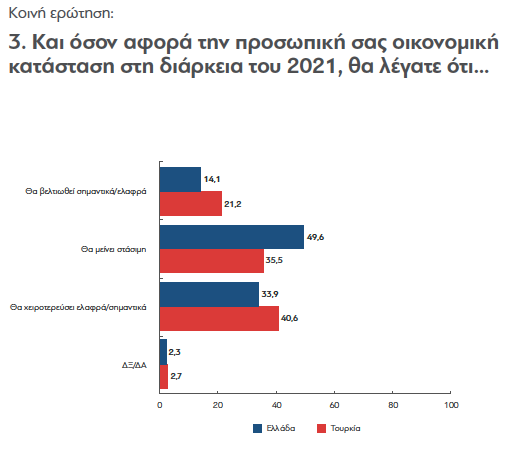 Κοινή ερώτηση:
3. Και όσον αφορά την προσωπική σας οικονομική
κατάσταση στη διάρκεια του 2021, θα λέγατε ότι...
Θα βελτιωθεί σημαντικά/ελαφρά
14,1
21,2
Θα μείνει στάσιμη
49,6
35,5
Θα χειροτερεύσει ελαφρά/σημαντικά
33,9
40,6
ΔΞ/ΔΑ
2,3
2,7
0 20 40 60 80 100
Ελλάδα Τουρκία